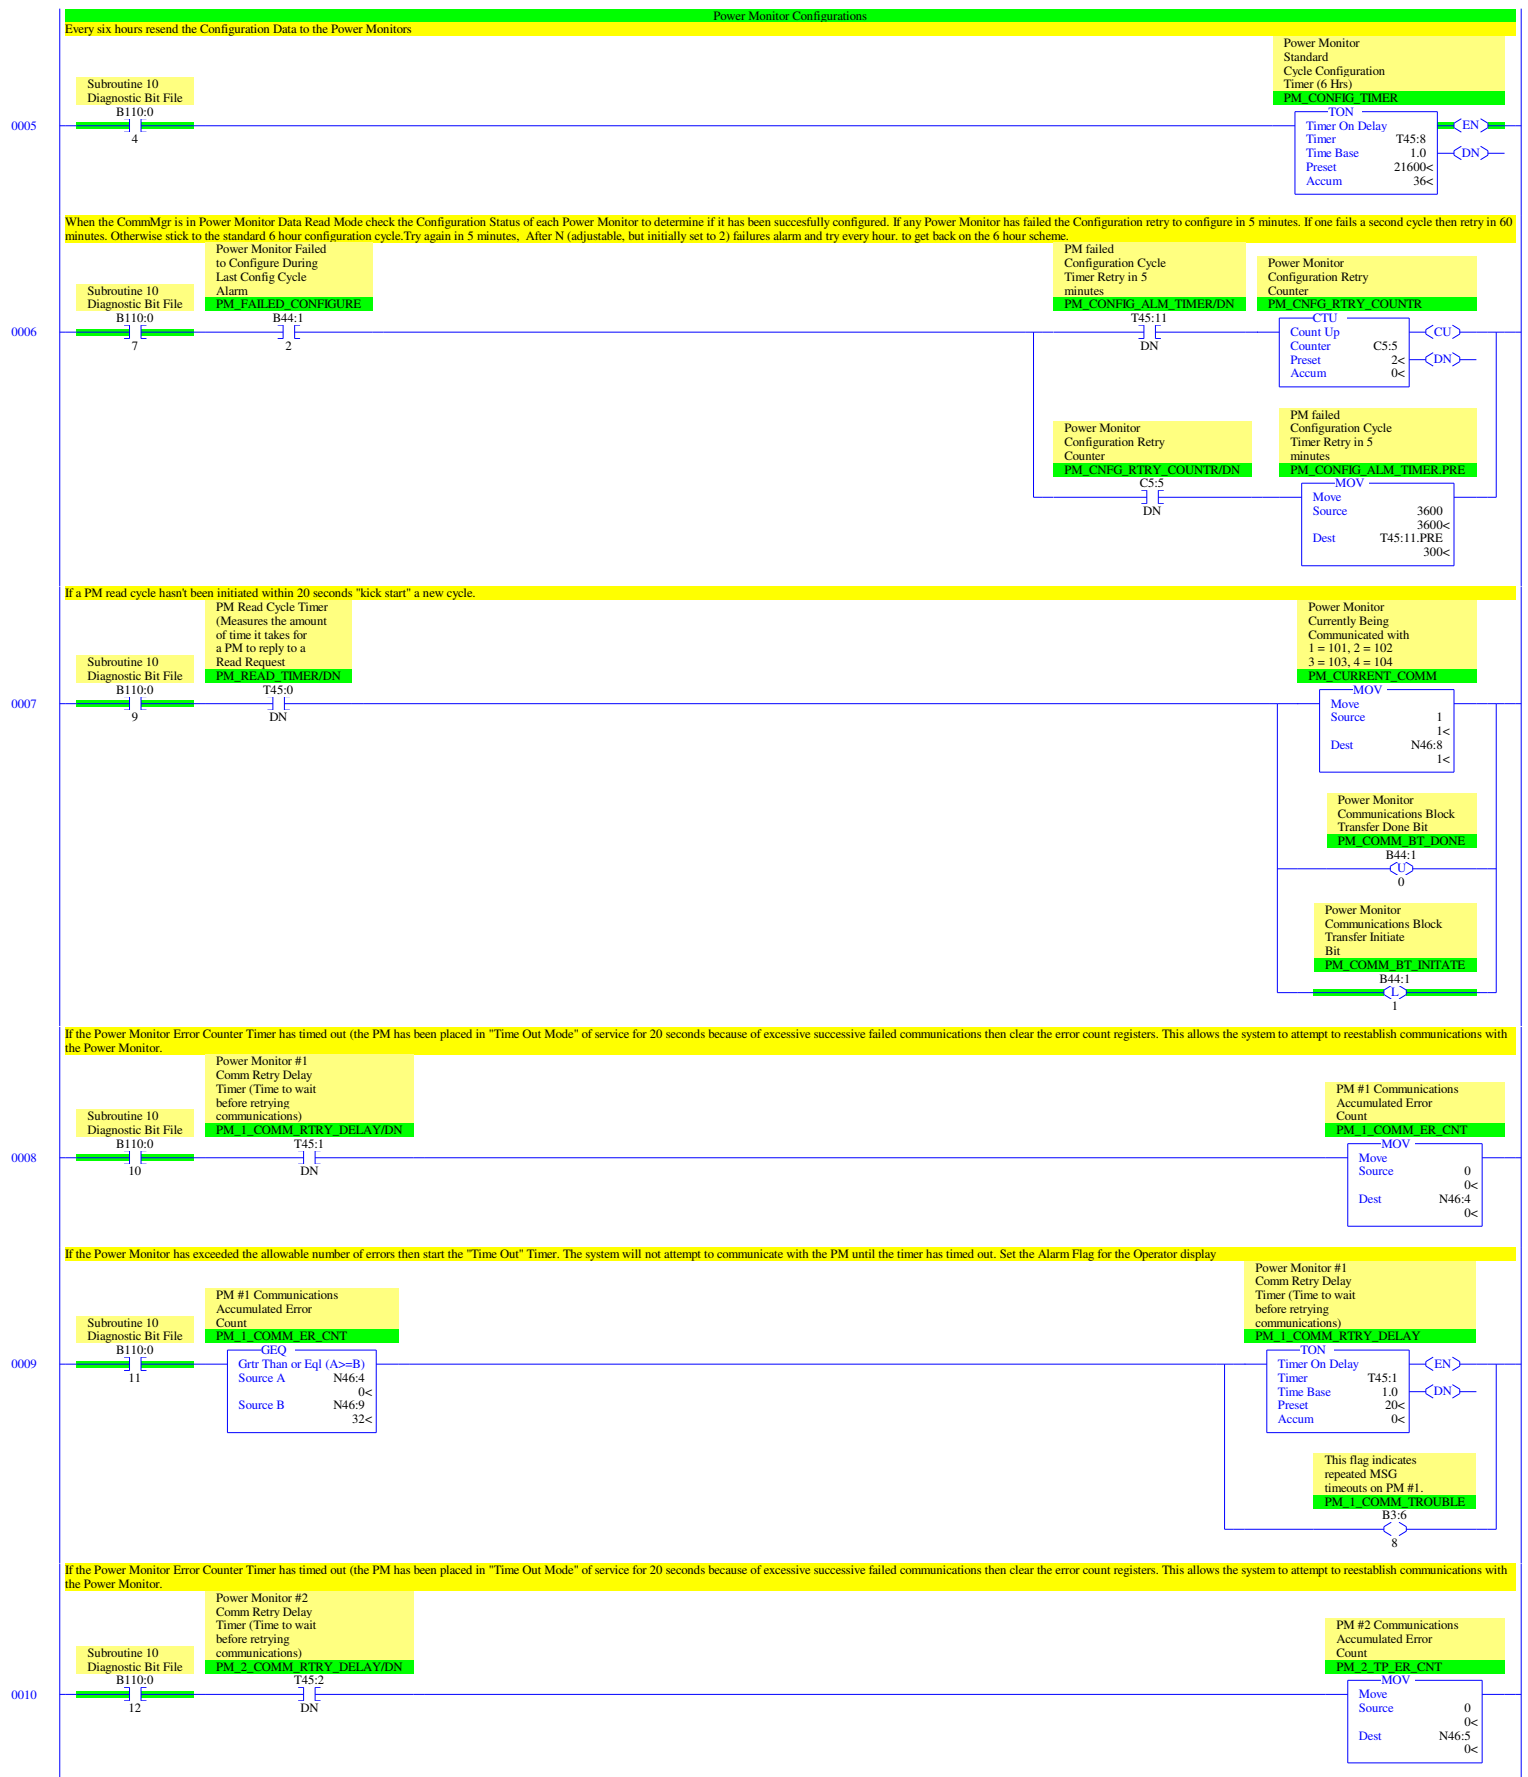 Power Monitor Configurations
Every six hours resend the Configuration Data to the Power Monitors
Power Monitor
Standard
Cycle Configuration
Timer (6 Hrs)
PM_CONFIG_TIMER
Subroutine 10
Diagnostic Bit File
B110:0
4
0005
TON
Timer On Delay
Timer T45:8
Time Base 1.0
Preset 21600<
Accum 36<
EN
DN
When the CommMgr is in Power Monitor Data Read Mode check the Configuration Status of each Power Monitor to determine if it has been succesfully configured. If any Power Monitor has failed the Configuration retry to configure in 5 minutes. If one fails a second cycle then retry in 60
minutes. Otherwise stick to the standard 6 hour configuration cycle.Try again in 5 minutes,  After N (adjustable, but initially set to 2) failures alarm and try every hour. to get back on the 6 hour scheme.
Subroutine 10
Diagnostic Bit File
B110:0
7
Power Monitor Failed
to Configure During
Last Config Cycle
Alarm
PM_FAILED_CONFIGURE
B44:1
2
0006
PM failed
Configuration Cycle
Timer Retry in 5
minutes
PM_CONFIG_ALM_TIMER/DN
T45:11
DN
Power Monitor
Configuration Retry
Counter
PM_CNFG_RTRY_COUNTR
CTU
Count Up
Counter C5:5
Preset 2<
Accum 0<
CU
DN
Power Monitor
Configuration Retry
Counter
PM_CNFG_RTRY_COUNTR/DN
C5:5
DN
PM failed
Configuration Cycle
Timer Retry in 5
minutes
PM_CONFIG_ALM_TIMER.PRE
MOV
Move
Source 3600
3600<
Dest T45:11.PRE
300<
If a PM read cycle hasn't been initiated within 20 seconds "kick start" a new cycle.
Subroutine 10
Diagnostic Bit File
B110:0
9
PM Read Cycle Timer
(Measures the amount
of time it takes for
a PM to reply to a
Read Request
PM_READ_TIMER/DN
T45:0
DN
0007
Power Monitor
Currently Being
Communicated with
1 = 101, 2 = 102
3 = 103, 4 = 104
PM_CURRENT_COMM
MOV
Move
Source 1
1<
Dest N46:8
1<
Power Monitor
Communications Block
Transfer Done Bit
PM_COMM_BT_DONE
B44:1
U
0
Power Monitor
Communications Block
Transfer Initiate
Bit
PM_COMM_BT_INITATE
B44:1
L
1
If the Power Monitor Error Counter Timer has timed out (the PM has been placed in "Time Out Mode" of service for 20 seconds because of excessive successive failed communications then clear the error count registers. This allows the system to attempt to reestablish communications with
the Power Monitor.
Subroutine 10
Diagnostic Bit File
B110:0
10
Power Monitor #1
Comm Retry Delay
Timer (Time to wait
before retrying
communications)
PM_1_COMM_RTRY_DELAY/DN
T45:1
DN
0008
PM #1 Communications
Accumulated Error
Count
PM_1_COMM_ER_CNT
MOV
Move
Source 0
0<
Dest N46:4
0<
If the Power Monitor has exceeded the allowable number of errors then start the "Time Out" Timer. The system will not attempt to communicate with the PM until the timer has timed out. Set the Alarm Flag for the Operator display
Subroutine 10
Diagnostic Bit File
B110:0
11
PM #1 Communications
Accumulated Error
Count
PM_1_COMM_ER_CNT
GEQ
Grtr Than or Eql (A>=B)
Source A N46:4
0<
Source B N46:9
32<
0009
Power Monitor #1
Comm Retry Delay
Timer (Time to wait
before retrying
communications)
PM_1_COMM_RTRY_DELAY
TON
Timer On Delay
Timer T45:1
Time Base 1.0
Preset 20<
Accum 0<
EN
DN
This flag indicates
repeated MSG
timeouts on PM #1.
PM_1_COMM_TROUBLE
B3:6
8
If the Power Monitor Error Counter Timer has timed out (the PM has been placed in "Time Out Mode" of service for 20 seconds because of excessive successive failed communications then clear the error count registers. This allows the system to attempt to reestablish communications with
the Power Monitor.
Subroutine 10
Diagnostic Bit File
B110:0
12
Power Monitor #2
Comm Retry Delay
Timer (Time to wait
before retrying
communications)
PM_2_COMM_RTRY_DELAY/DN
T45:2
DN
0010
PM #2 Communications
Accumulated Error
Count
PM_2_TP_ER_CNT
MOV
Move
Source 0
0<
Dest N46:5
0<